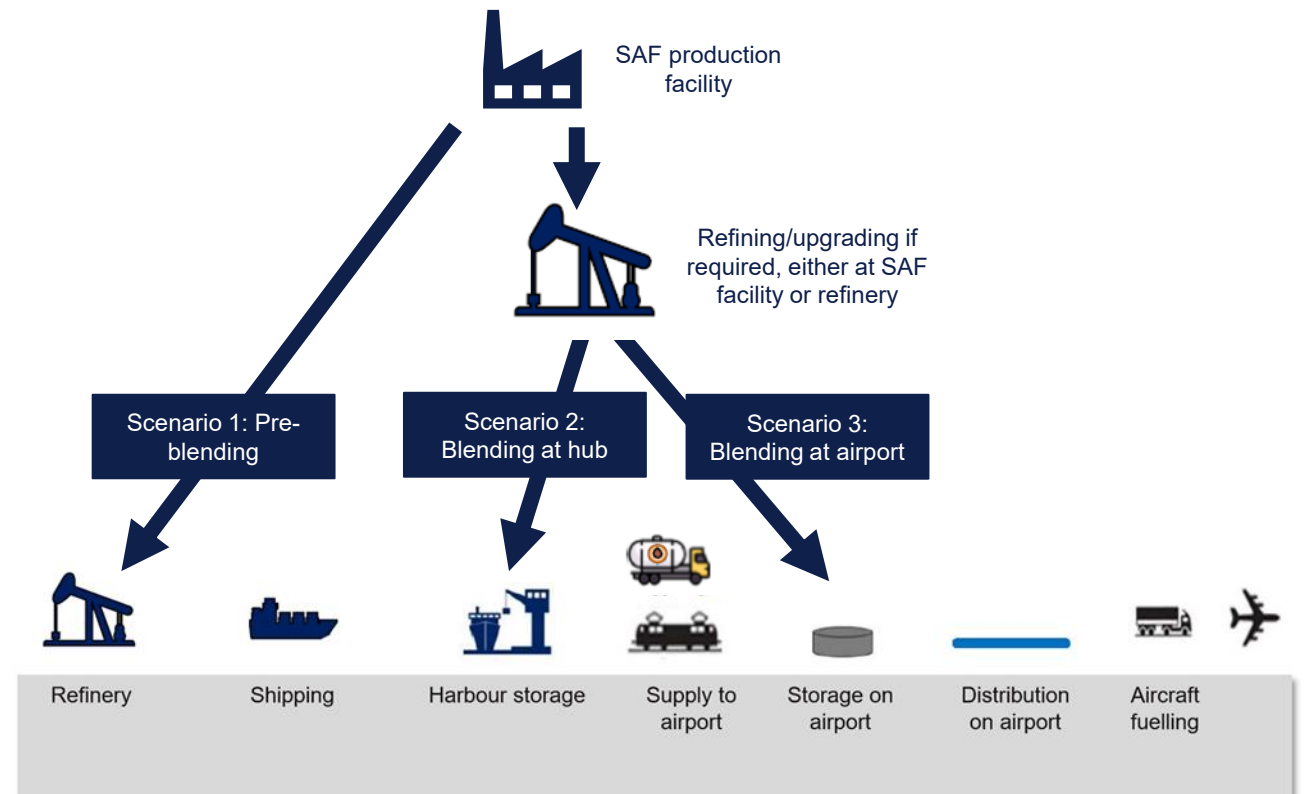 SAF production
facility
Refining/upgrading if
required, either at SAF
facility or refinery
Scenario 1: Pre-
blending
Scenario 2:
Blending at hub
Scenario 3:
Blending at airport
Refinery
Shipping
Harbour storage
Supply to
airport
Storage on
airport
Distribution
on airport
Aircraft
fuelling